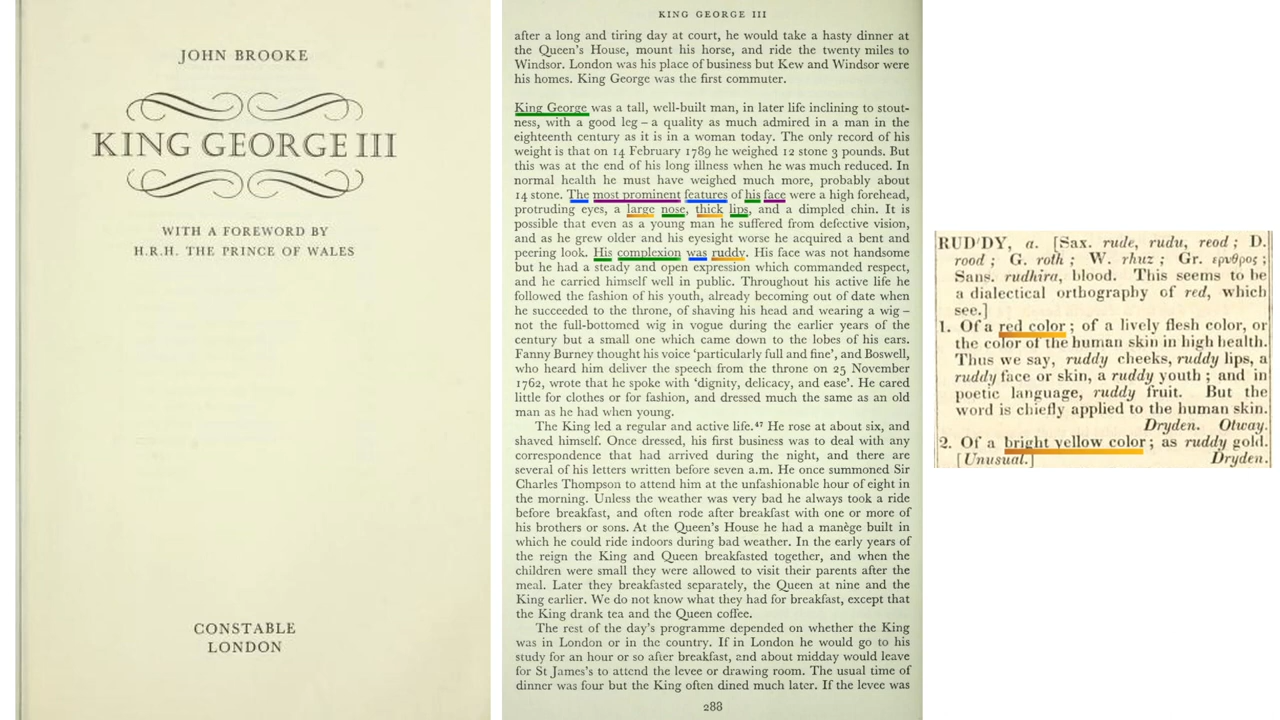 JOHN BROOKE
KING GEORGE III
WITH A FOREWORD BY
H.R.H. THE PRINCE OF WALES
CONSTABLE
LONDON
KING GEORGE III
after a long and tiring day at court, he would take a hasty dinner at
the Queen's House, mount his horse, and ride the twenty miles to
Windsor. London was his place of business but Kew and Windsor were
his homes. King George was the first commuter.
King George was a tall, well-built man, in later life inclining to stout-
ness, with a good leg – a quality as much admired in a man in the
eighteenth century as it is in a woman today. The only record of his
weight is that on 14 February 1789 he weighed 12 stone 3 pounds. But
this was at the end of his long illness when he was much reduced. In
normal health he must have weighed much more, probably about
14 stone. The most prominent features of his face were a high forehead,
protruding eyes, a large nose, thick lips, and a dimpled chin. It is
possible that even as a young man he suffered from defective vision,
and as he grew older and his eyesight worse he acquired a bent and
peering look. His complexion was ruddy. His face was not handsome
but he had a steady and open expression which commanded respect,
and he carried himself well in public. Throughout his active life he
followed the fashion of his youth, already becoming out of date when
he succeeded to the throne, of shaving his head and wearing a wig –
not the full-bottomed wig in vogue during the earlier years of the
century but a small one which came down to the lobes of his ears.
Fanny Burney thought his voice 'particularly full and fine', and Boswell,
who heard him deliver the speech from the throne on 25 November
1762, wrote that he spoke with 'dignity, delicacy, and ease'. He cared
little for clothes or for fashion, and dressed much the same as an old
man as he had when young.
The King led a regular and active life.47 He rose at about six, and
shaved himself. Once dressed, his first business was to deal with any
correspondence that had arrived during the night, and there are
several of his letters written before seven a.m. He once summoned Sir
Charles Thompson to attend him at the unfashionable hour of eight in
the morning. Unless the weather was very bad he always took a ride
before breakfast, and often rode after breakfast with one or more of
his brothers or sons. At the Queen's House he had a manège built in
which he could ride indoors during bad weather. In the early years of
the reign the King and Queen breakfasted together, and when the
children were small they were allowed to visit their parents after the
meal. Later they breakfasted separately, the Queen at nine and the
King earlier. We do not know what they had for breakfast, except that
the King drank tea and the Queen coffee.
The rest of the day's programme depended on whether the King
was in London or in the country. If in London he would go to his
study for an hour or so after breakfast, and about midday would leave
for St James's to attend the levee or drawing room. The usual time of
dinner was four but the King often dined much later. If the levee was
288
RUD'DY, a. [Sax. rude, rudu, reod; D.
rood; G. roth; W. rhuz; Gr. ερυθρος;
Sans. rudhira, blood. This seems to be
a dialectical orthography of red, which
see.]
1. Of a red color; of a lively flesh color, or
the color of the human skin in high health.
Thus we say, ruddy cheeks, ruddy lips, a
ruddy face or skin, a ruddy youth; and in
poetic language, ruddy fruit. But the
word is chiefly applied to the human skin.
Dryden. Otway.
2. Of a bright yellow color; as ruddy gold.
[Unusual.] Dryden.